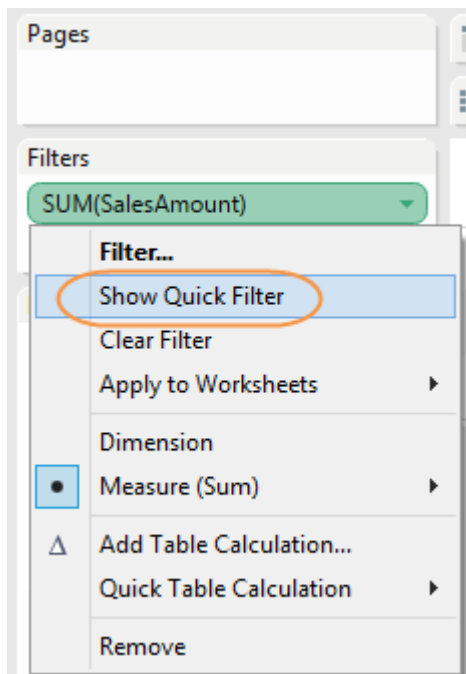 Pages
Filters
SUM(SalesAmount)
Filter...
Show Quick Filter
Clear Filter
Apply to Worksheets
Dimension
Measure (Sum)
Δ Add Table Calculation...
Quick Table Calculation
Remove